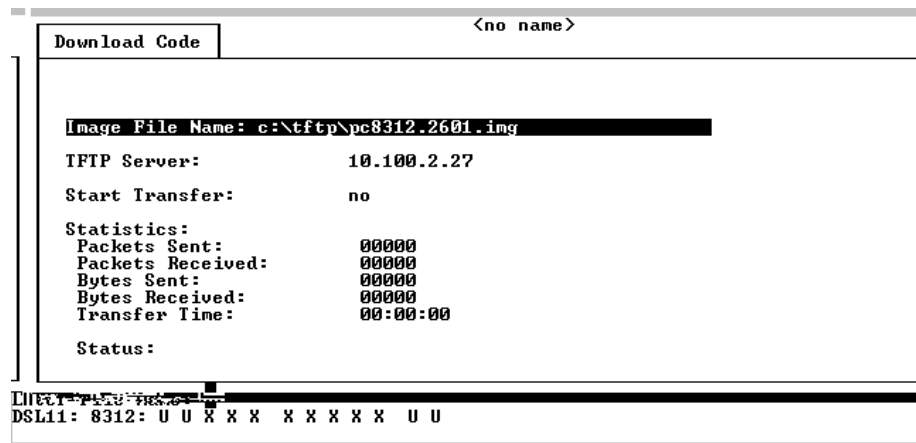 <no name>
Download Code
Image File Name: c:\tftp\pc8312.2601.img
TFTP Server: 10.100.2.27
Start Transfer: no
Statistics:
Packets Sent: 00000
Packets Received: 00000
Bytes Sent: 00000
Bytes Received: 00000
Transfer Time: 00:00:00
Status:
DSL11: 8312: U U X X X X X X X X U U